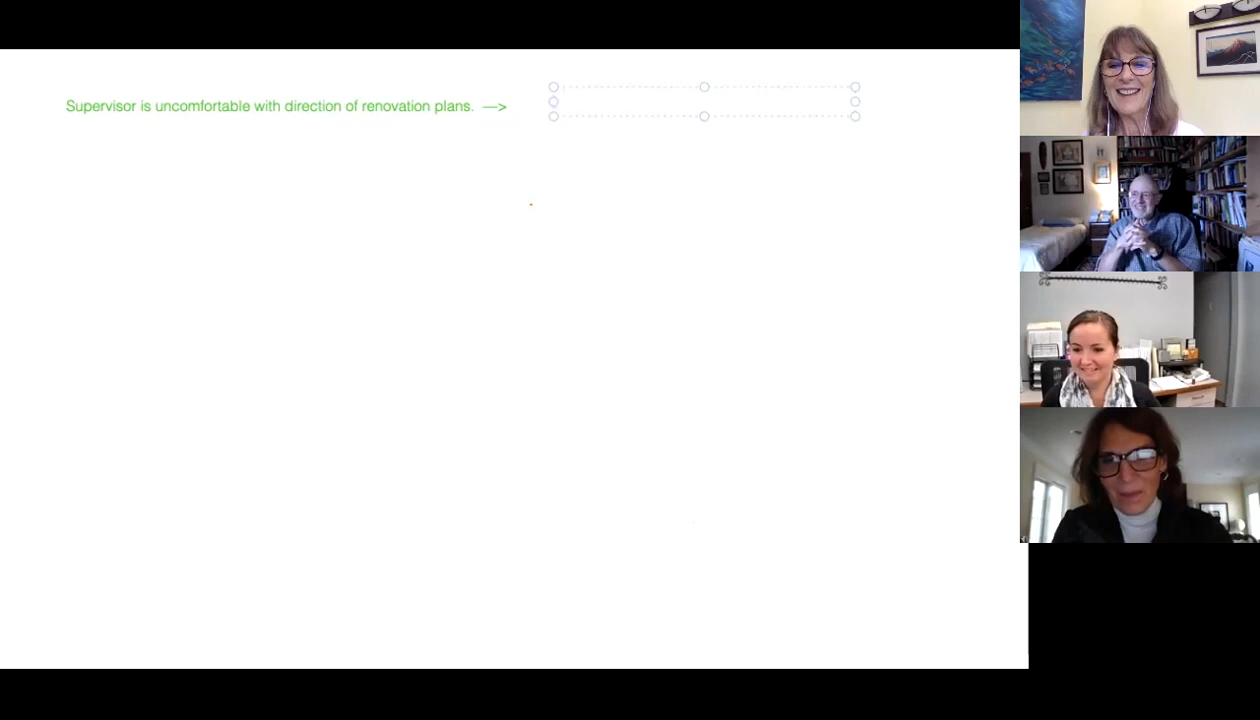 Supervisor is uncomfortable with direction of renovation plans. —>